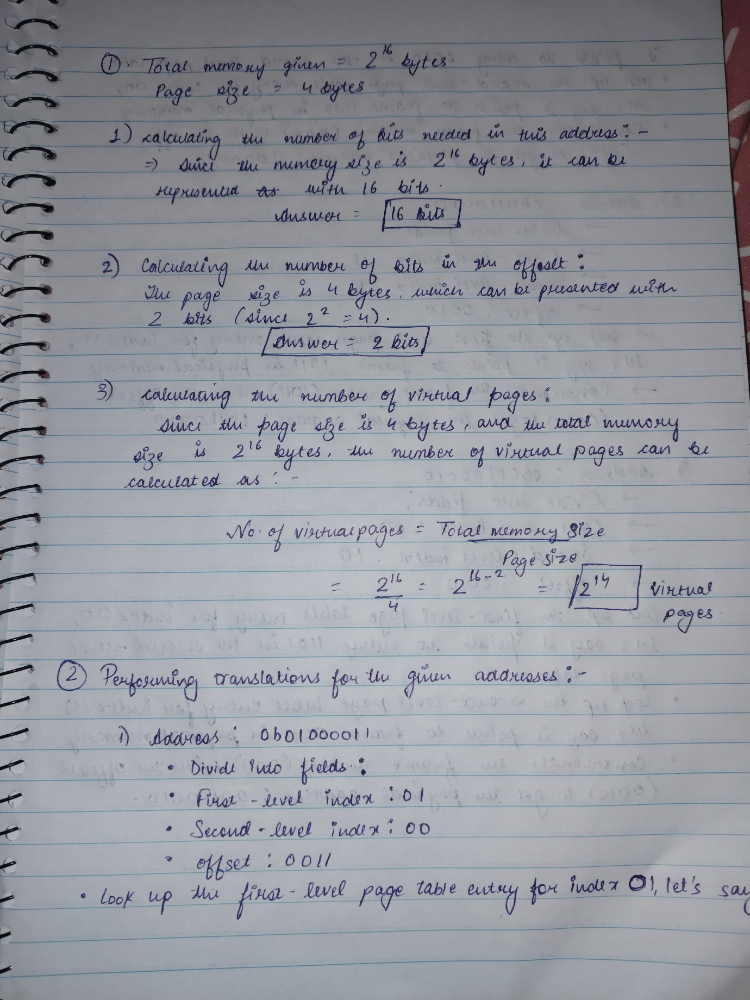 ① Total memory given = 2^16 bytes.
Page size = 4 bytes
1) calculating the number of bits needed in this address : -
⇒ since the memory size is 2^16 bytes, it can be
represented as with 16 bits.
Answer = 16 bits
2) Calculating the number of bits in the offset :
The page size is 4 bytes, which can be presented with
2 bits (since 2^2 = 4).
Answer = 2 bits
3) calculating the number of virtual pages :
since the page size is 4 bytes, and the total memory
size is 2^16 bytes, the number of virtual pages can be
calculated as : -
No. of virtual pages = Total memory size
Page size
= 2^16/4 = 2^16-2 = 2^14 virtual
pages
② Performing translations for the given addresses :-
1) Address : 0b01000011
• Divide into fields :
• First - level index : 01
• Second - level index : 00
• offset : 0011
• Look up the first - level page table entry for index 01, let's say